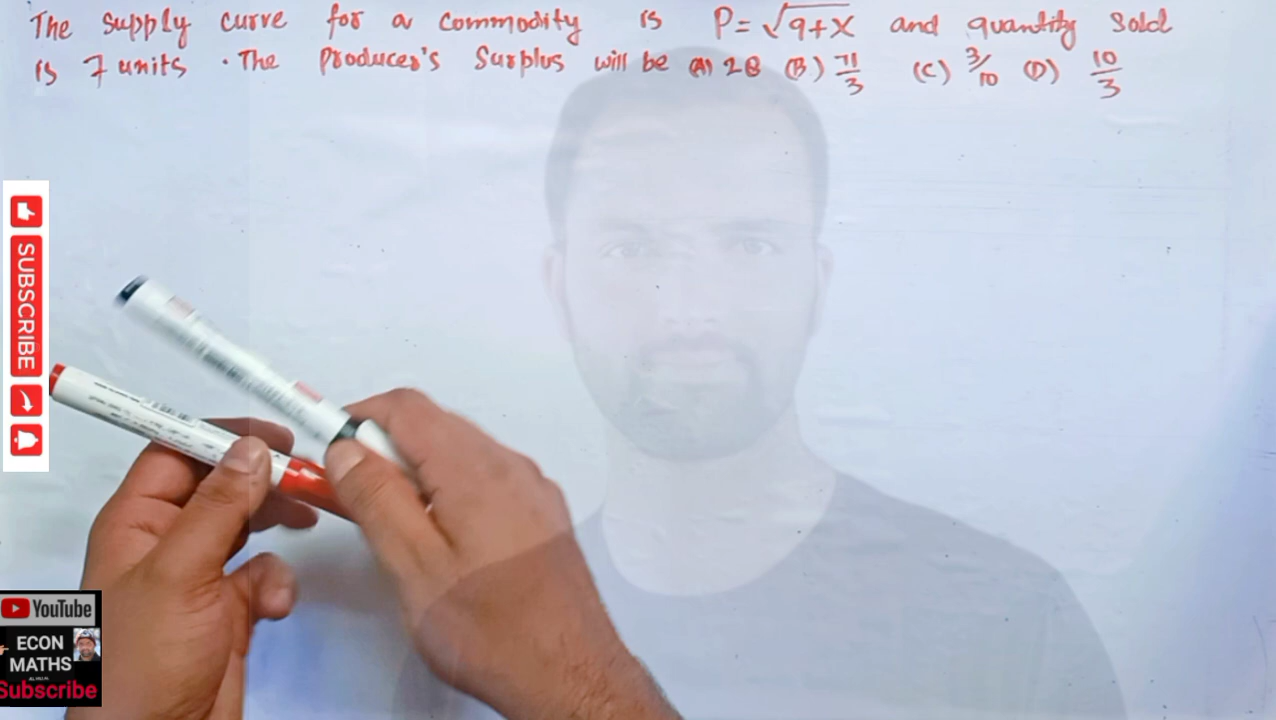 The supply curve for a commodity is P = √9+x and quantity sold
is 7 units . The Producer's Surplus will be (A) 28 (B.) 71/3 (C) 3/10 (D) 10/3
SUBSCRIBE
YouTube
ECON
MATHS
Subscribe